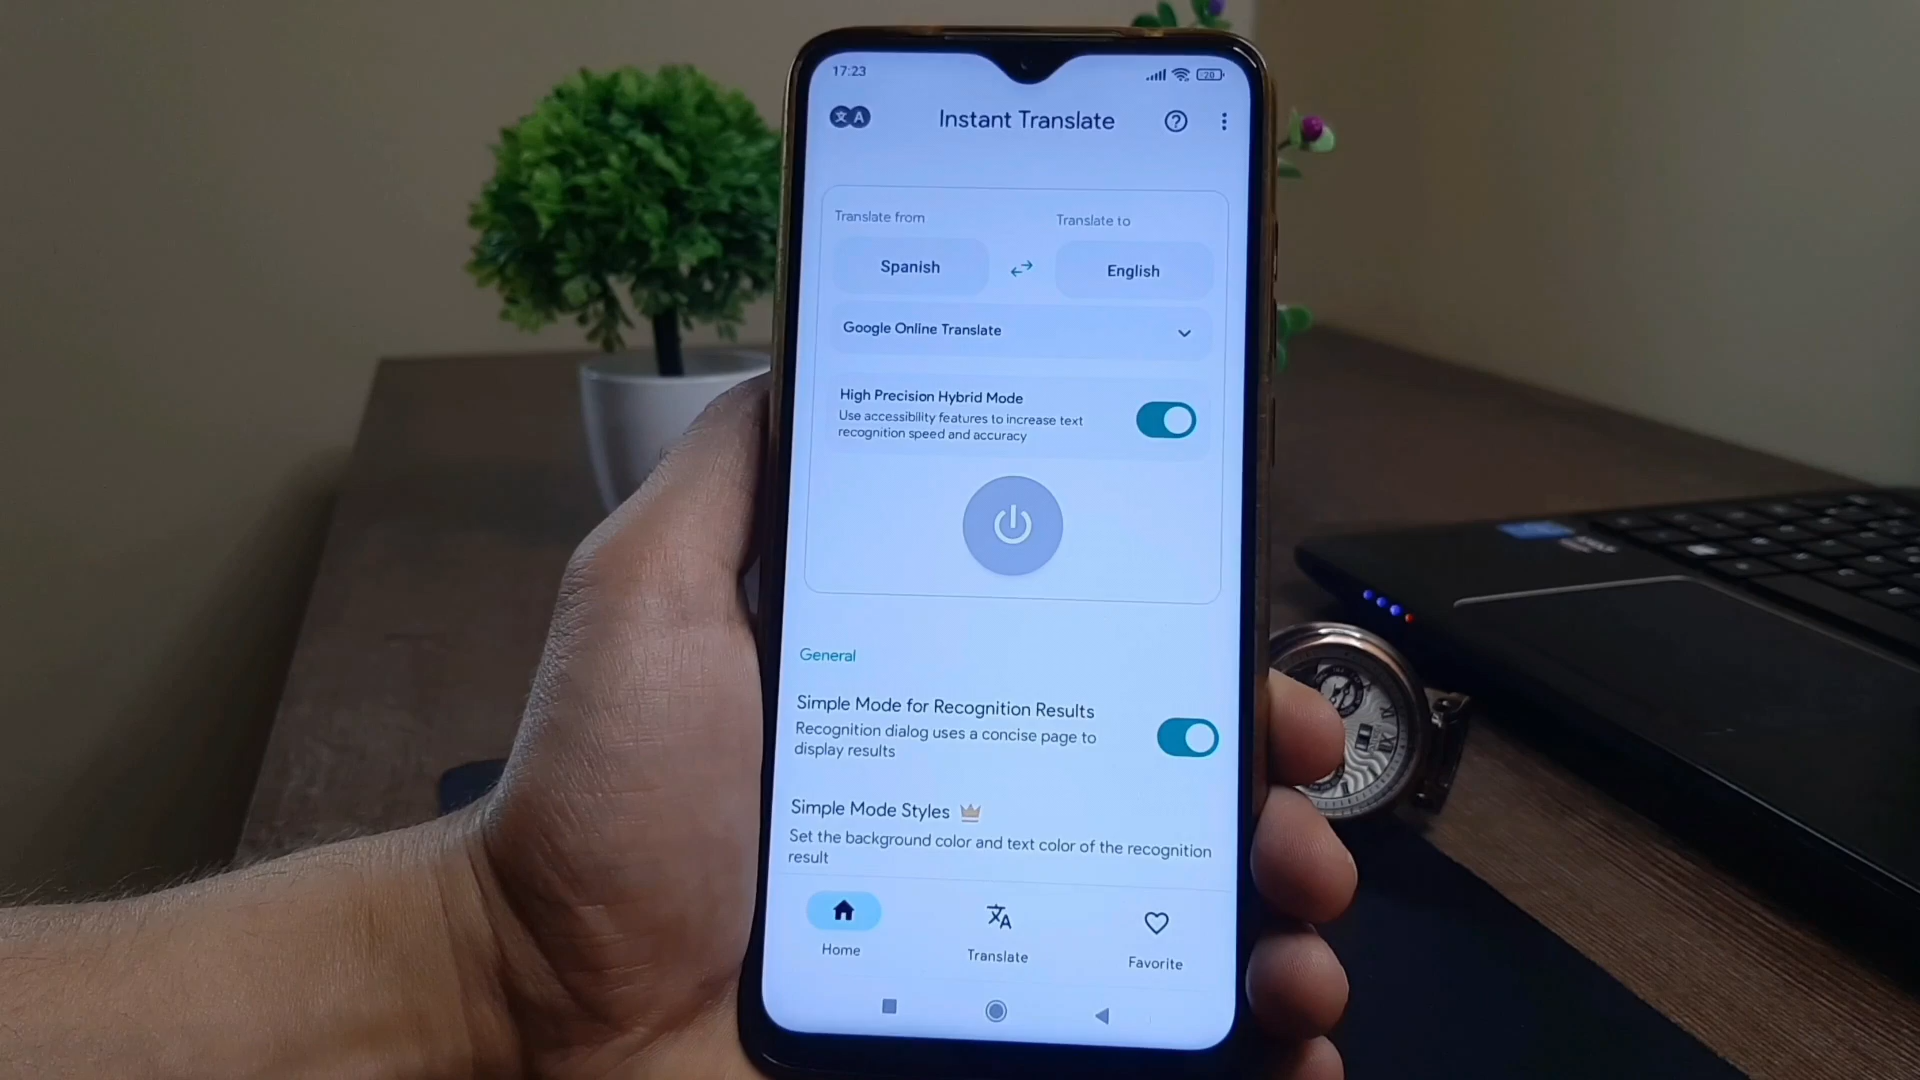 17:23
20
文 A
Instant Translate
Translate from
Translate to
Spanish
English
Google Online Translate
High Precision Hybrid Mode
Use accessibility features to increase text
recognition speed and accuracy
General
Simple Mode for Recognition Results
Recognition dialog uses a concise page to
display results
Simple Mode Styles
Set the background color and text color of the recognition
result
Home
Translate
Favorite